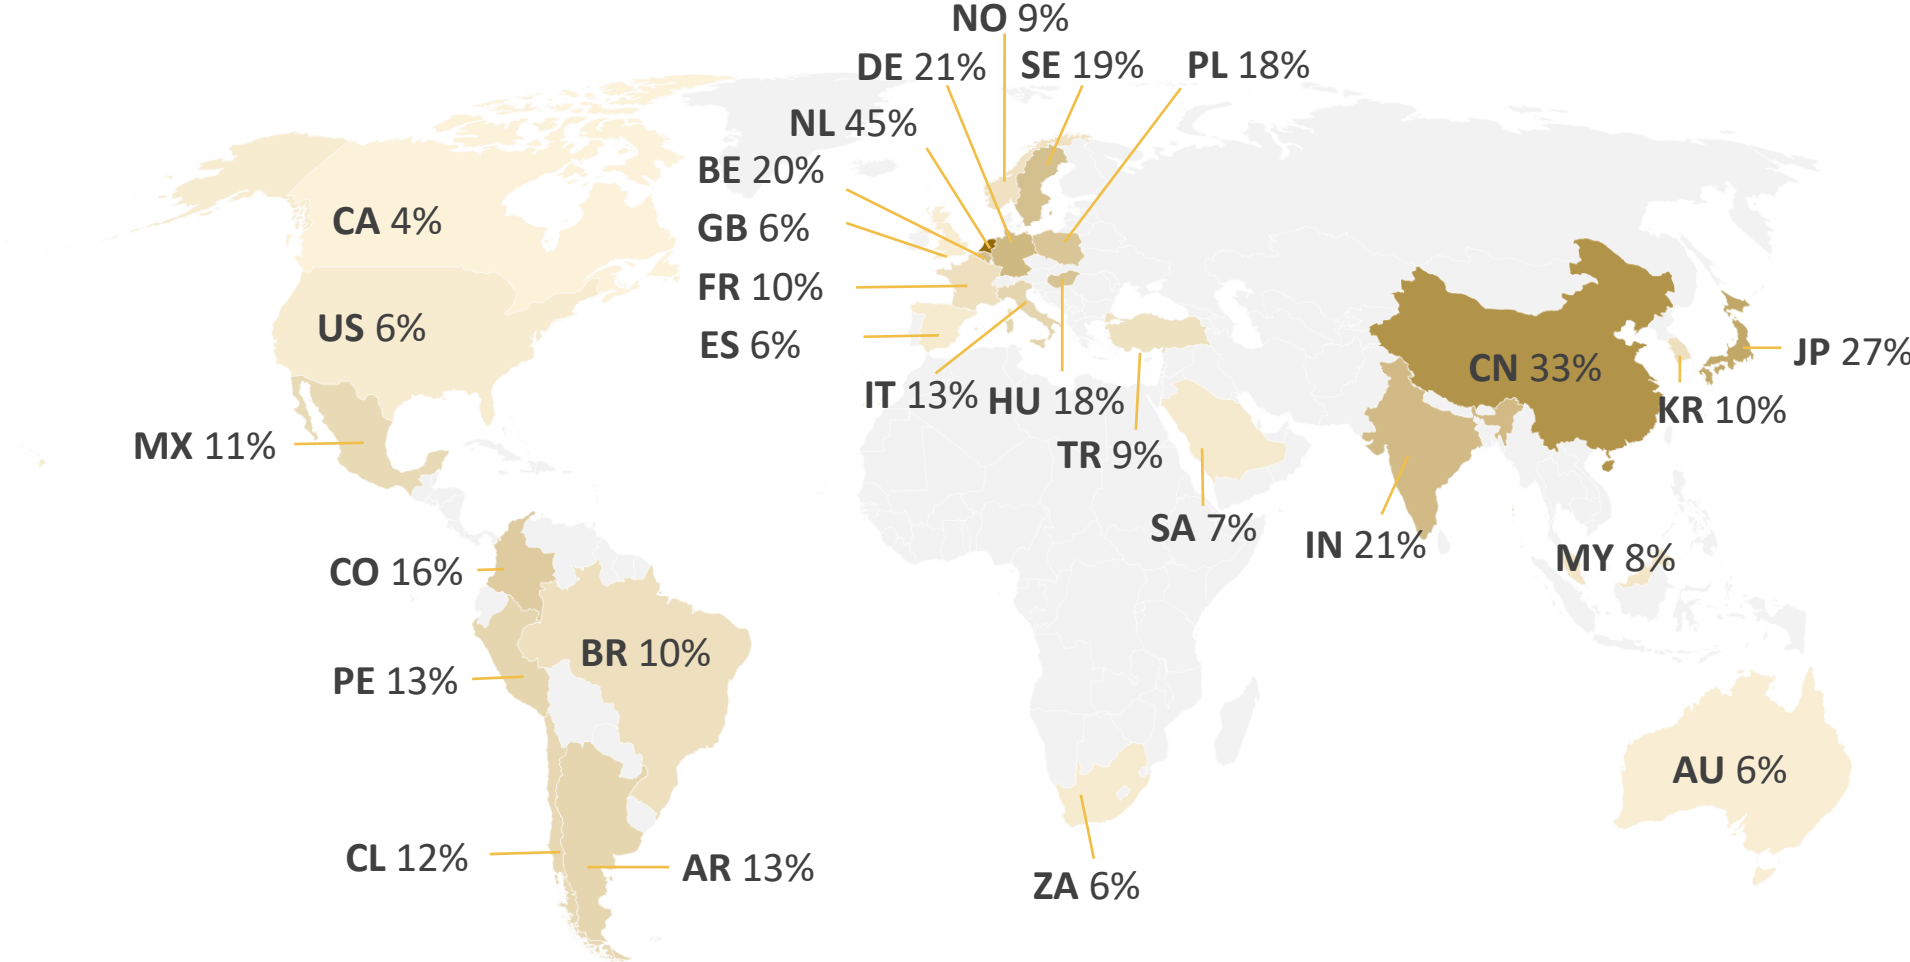 NO 9%
DE 21%
SE 19%
PL 18%
NL 45%
BE 20%
CA 4%
GB 6%
FR 10%
US 6%
ES 6%
JP 27%
CN 33%
IT 13%
HU 18%
KR 10%
MX 11%
TR 9%
SA 7%
IN 21%
MY 8%
CO 16%
BR 10%
PE 13%
AU 6%
CL 12%
AR 13%
ZA 6%